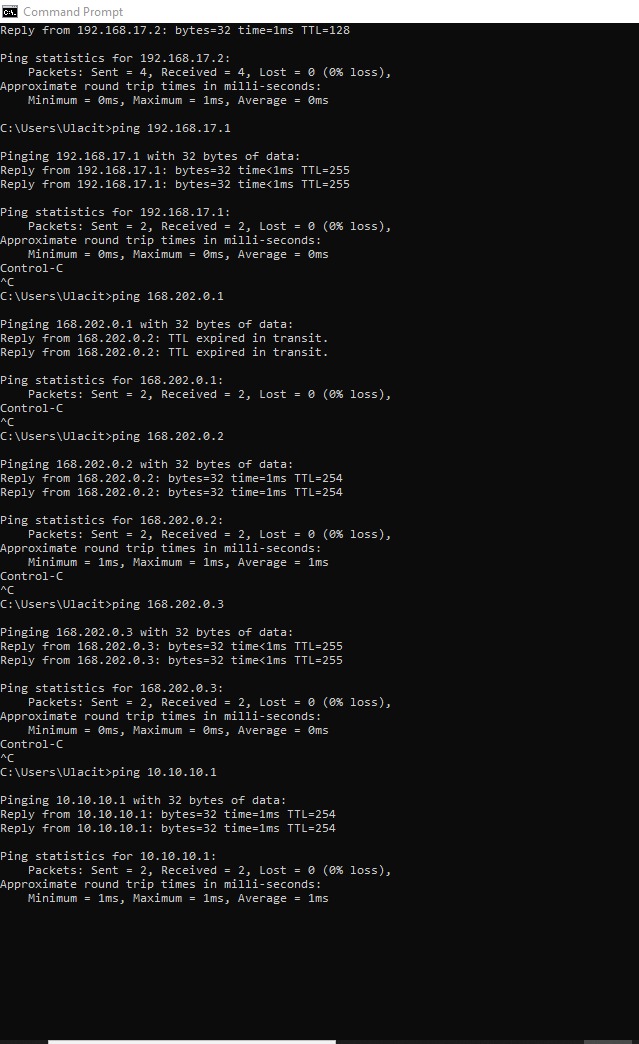 Command Prompt
Reply from 192.168.17.2: bytes=32 time=1ms TTL=128
Ping statistics for 192.168.17.2:
Packets: Sent = 4, Received = 4, Lost = 0 (0% loss),
Approximate round trip times in milli-seconds:
Minimum = 0ms, Maximum = 1ms, Average = 0ms
C:\Users\Ulacit>ping 192.168.17.1
Pinging 192.168.17.1 with 32 bytes of data:
Reply from 192.168.17.1: bytes=32 time<1ms TTL=255
Reply from 192.168.17.1: bytes=32 time<1ms TTL=255
Ping statistics for 192.168.17.1:
Packets: Sent = 2, Received = 2, Lost = 0 (0% loss),
Approximate round trip times in milli-seconds:
Minimum = 0ms, Maximum = 0ms, Average = 0ms
Control-C
^C
C:\Users\Ulacit>ping 168.202.0.1
Pinging 168.202.0.1 with 32 bytes of data:
Reply from 168.202.0.2: TTL expired in transit.
Reply from 168.202.0.2: TTL expired in transit.
Ping statistics for 168.202.0.1:
Packets: Sent = 2, Received = 2, Lost = 0 (0% loss),
Control-C
^C
C:\Users\Ulacit>ping 168.202.0.2
Pinging 168.202.0.2 with 32 bytes of data:
Reply from 168.202.0.2: bytes=32 time=1ms TTL=254
Reply from 168.202.0.2: bytes=32 time=1ms TTL=254
Ping statistics for 168.202.0.2:
Packets: Sent = 2, Received = 2, Lost = 0 (0% loss),
Approximate round trip times in milli-seconds:
Minimum = 1ms, Maximum = 1ms, Average = 1ms
Control-C
^C
C:\Users\Ulacit>ping 168.202.0.3
Pinging 168.202.0.3 with 32 bytes of data:
Reply from 168.202.0.3: bytes=32 time<1ms TTL=255
Reply from 168.202.0.3: bytes=32 time<1ms TTL=255
Ping statistics for 168.202.0.3:
Packets: Sent = 2, Received = 2, Lost = 0 (0% loss),
Approximate round trip times in milli-seconds:
Minimum = 0ms, Maximum = 0ms, Average = 0ms
Control-C
^C
C:\Users\Ulacit>ping 10.10.10.1
Pinging 10.10.10.1 with 32 bytes of data:
Reply from 10.10.10.1: bytes=32 time=1ms TTL=254
Reply from 10.10.10.1: bytes=32 time=1ms TTL=254
Ping statistics for 10.10.10.1:
Packets: Sent = 2, Received = 2, Lost = 0 (0% loss),
Approximate round trip times in milli-seconds:
Minimum = 1ms, Maximum = 1ms, Average = 1ms